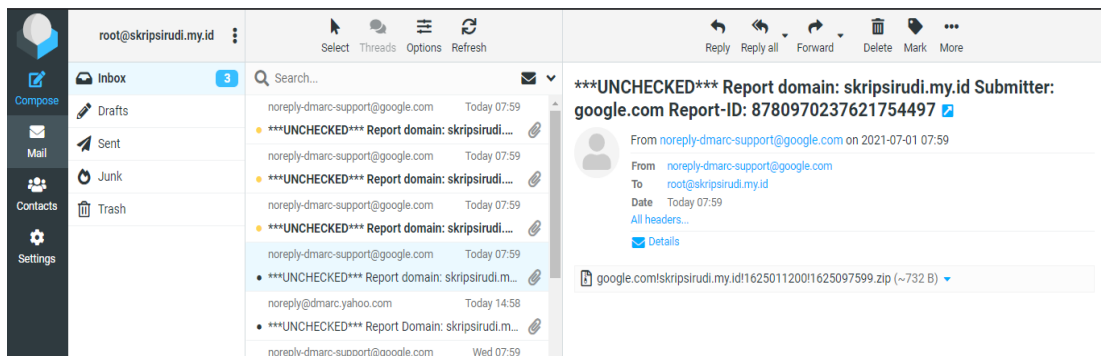 root@skripsirudi.my.id
Select Threads Options Refresh
Reply Reply all Forward Delete Mark More
Compose
Mail
Contacts
Settings
Inbox 3
Drafts
Sent
Junk
Trash
Search...
noreply-dmarc-support@google.com Today 07:59
***UNCHECKED*** Report domain: skripsirudi....
noreply-dmarc-support@google.com Today 07:59
***UNCHECKED*** Report domain: skripsirudi....
noreply-dmarc-support@google.com Today 07:59
***UNCHECKED*** Report domain: skripsirudi....
noreply-dmarc-support@google.com Today 07:59
***UNCHECKED*** Report domain: skripsirudi.m...
noreply@dmarc.yahoo.com Today 14:58
***UNCHECKED*** Report Domain: skripsirudi.m...
noreply-dmarc-support@google.com Wed 07:59
***UNCHECKED*** Report domain: skripsirudi.my.id Submitter:
google.com Report-ID: 8780970237621754497
From noreply-dmarc-support@google.com on 2021-07-01 07:59
From noreply-dmarc-support@google.com
To root@skripsirudi.my.id
Date Today 07:59
All headers...
Details
google.com!skripsirudi.my.id!1625011200!1625097599.zip (~732 B)